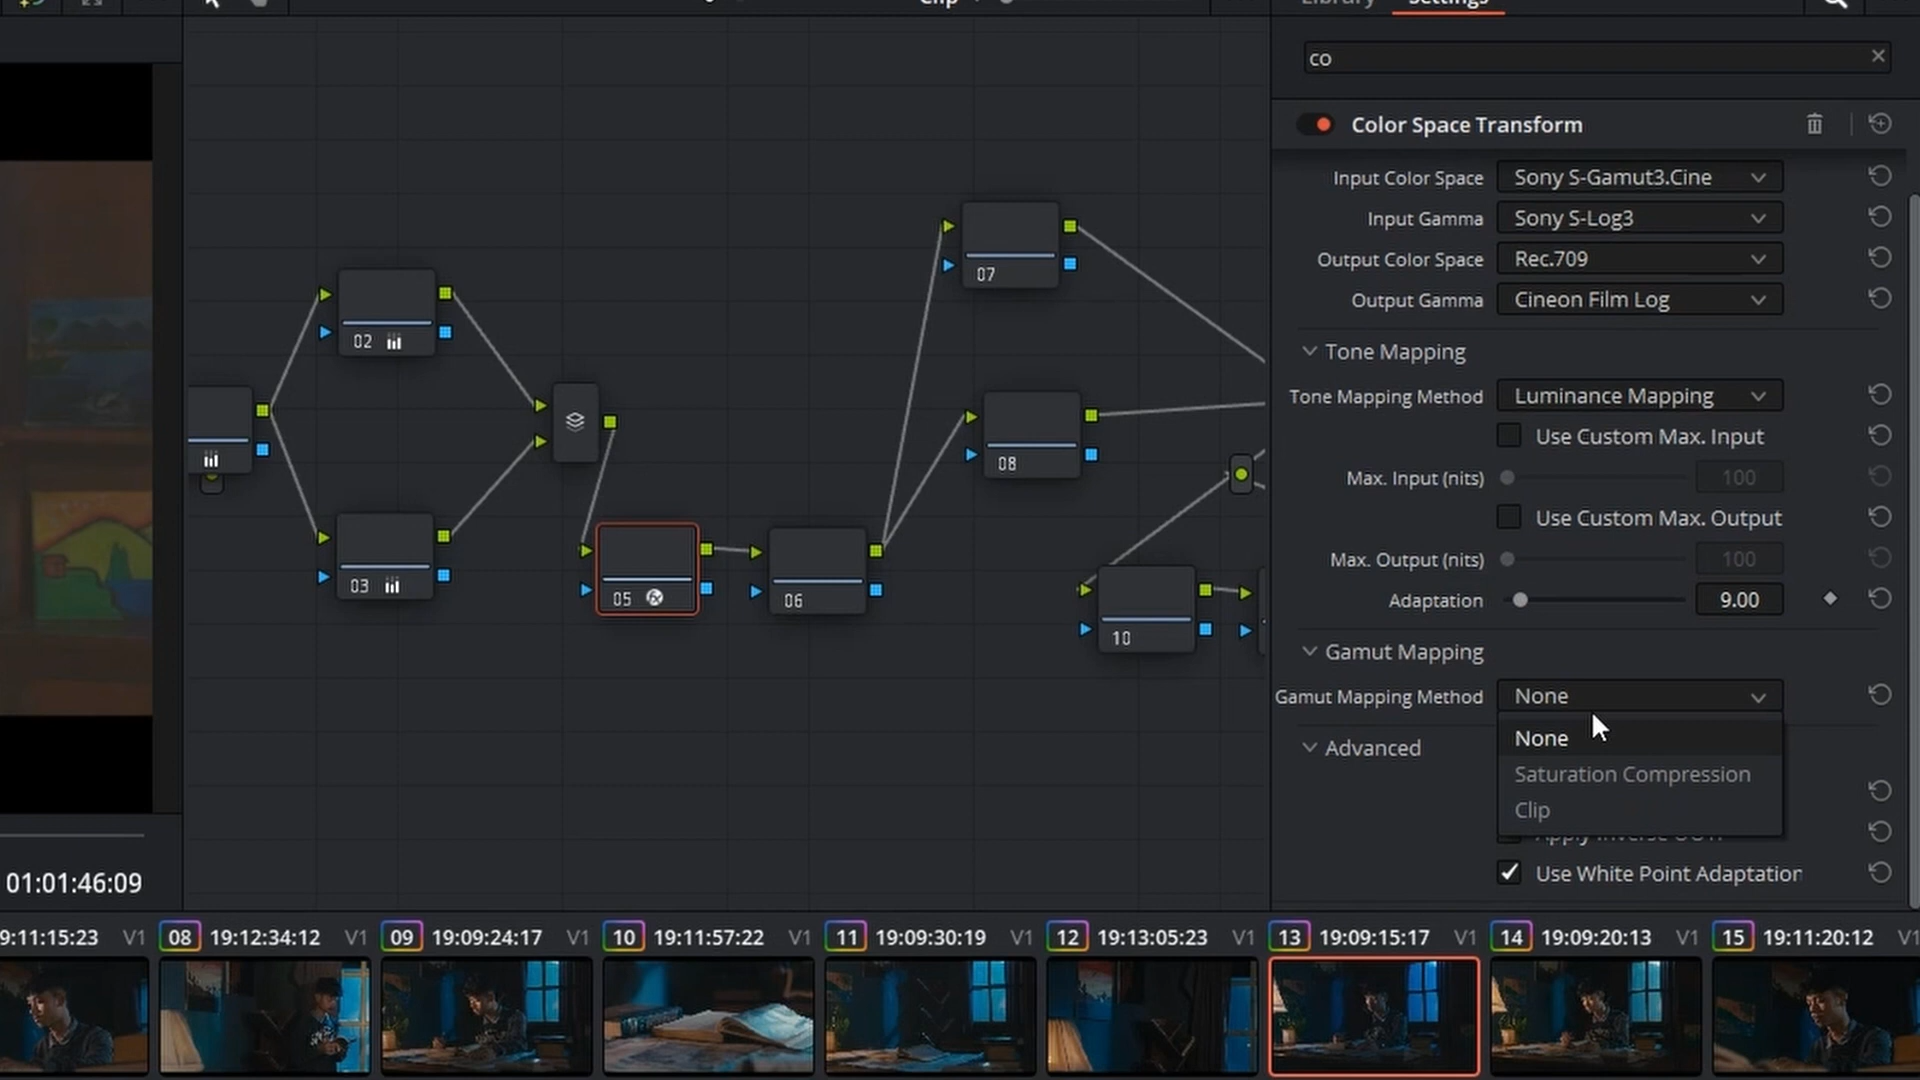 Clip
Library
Settings
co
Color Space Transform
Input Color Space
Sony S-Gamut3.Cine
Input Gamma
Sony S-Log3
Output Color Space
Rec.709
Output Gamma
Cineon Film Log
Tone Mapping
Tone Mapping Method
Luminance Mapping
Use Custom Max. Input
Max. Input (nits)
100
Use Custom Max. Output
Max. Output (nits)
100
Adaptation
9.00
Gamut Mapping
Gamut Mapping Method
None
None
Saturation Compression
Clip
Advanced
Use White Point Adaptation
07
02
08
03
05
06
10
01:01:46:09
9:11:15:23 V1
08 19:12:34:12 V1
09 19:09:24:17 V1
10 19:11:57:22 V1
11 19:09:30:19 V1
12 19:13:05:23 V1
13 19:09:15:17 V1
14 19:09:20:13 V1
15 19:11:20:12 V1